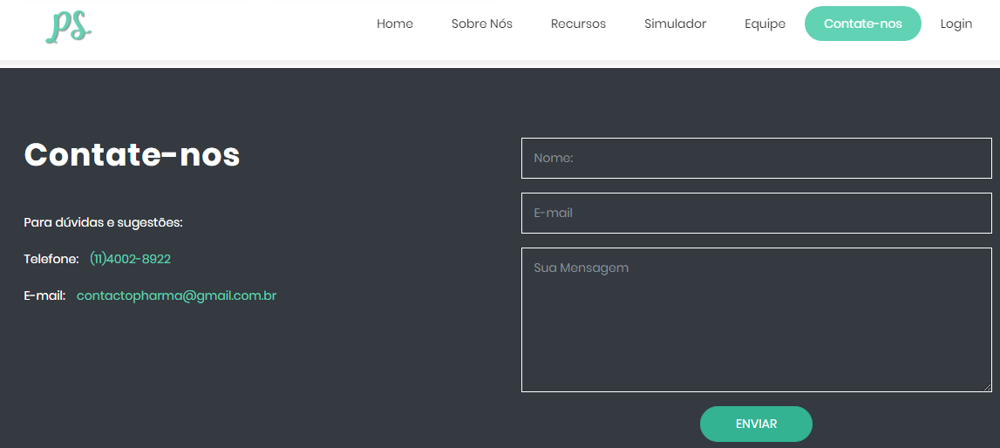 PS
Home Sobre Nós Recursos Simulador Equipe Contate-nos Login
Contate-nos
Para dúvidas e sugestões:
Telefone: (11)4002-8922
E-mail: contactopharma@gmail.com.br
Nome:
E-mail
Sua Mensagem
ENVIAR